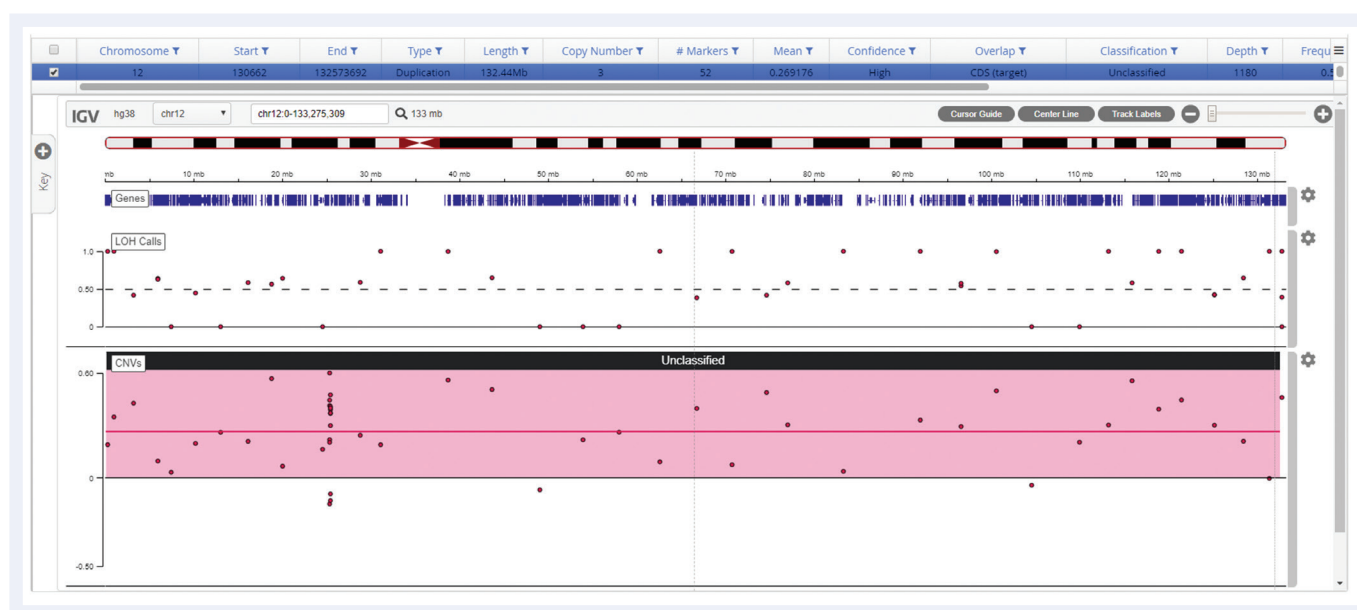 Chromosome Start End Type Length Copy Number # Markers Mean Confidence Overlap Classification Depth Frequ
12 130662 132573692 Duplication 132.44Mb 3 52 0.269176 High CDS (target) Unclassified 1180 0.5
IGV hg38 chr12 chr12:0-133,275,309 133 mb Cursor Guide Center Line Track Labels
Key
mb 10 mb 20 mb 30 mb 40 mb 50 mb 60 mb 70 mb 80 mb 90 mb 100 mb 110 mb 120 mb 130 mb
Genes
LOH Calls
1.0
0.50
0
CNVs Unclassified
0.60
0
-0.50